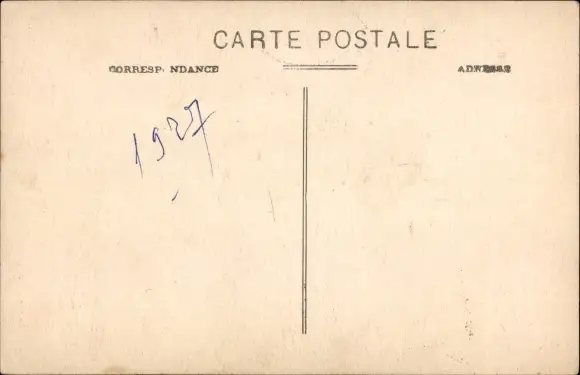 CARTE POSTALE
CORRESP NDANCE
1927